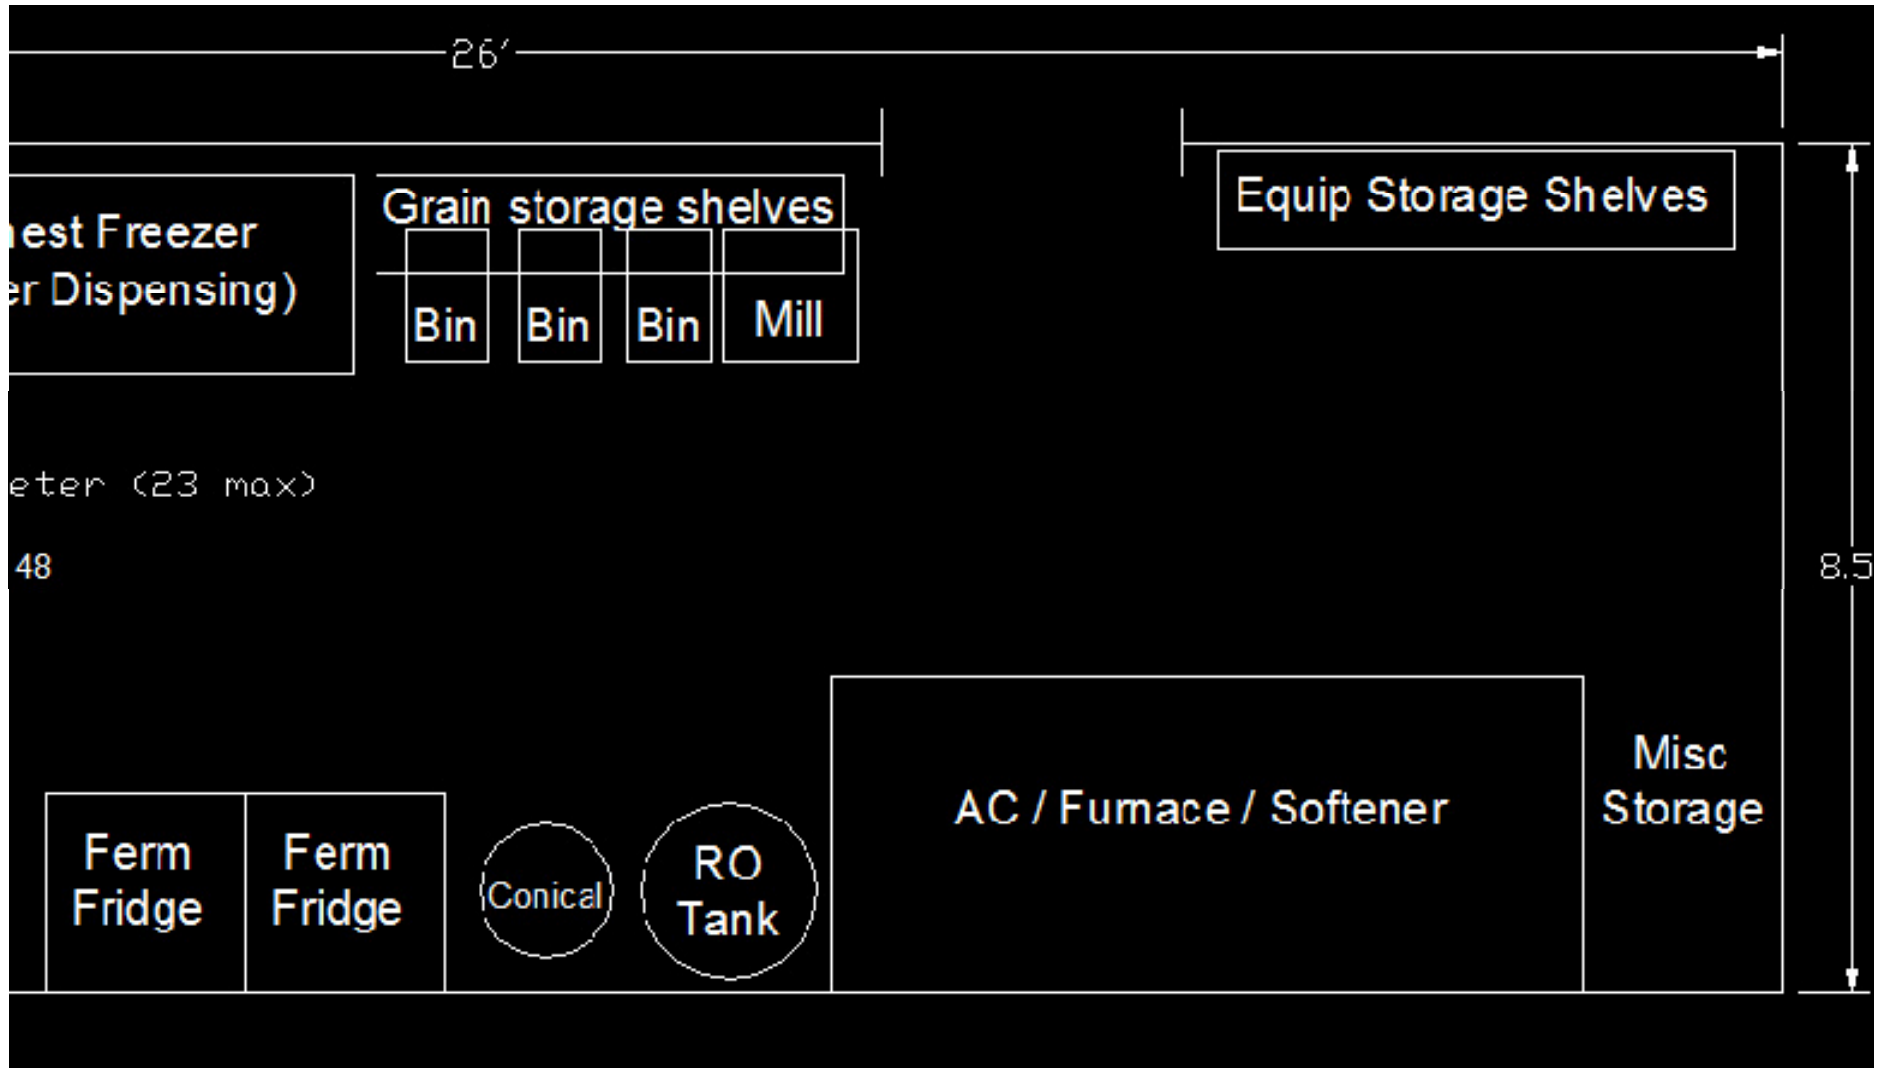 26'
Grain storage shelves
Equip Storage Shelves
est Freezer
er Dispensing)
Bin
Bin
Bin
Mill
eter (23 max)
48
8.5
Misc
Storage
AC / Furnace / Softener
Ferm
Fridge
Ferm
Fridge
Conical
RO
Tank